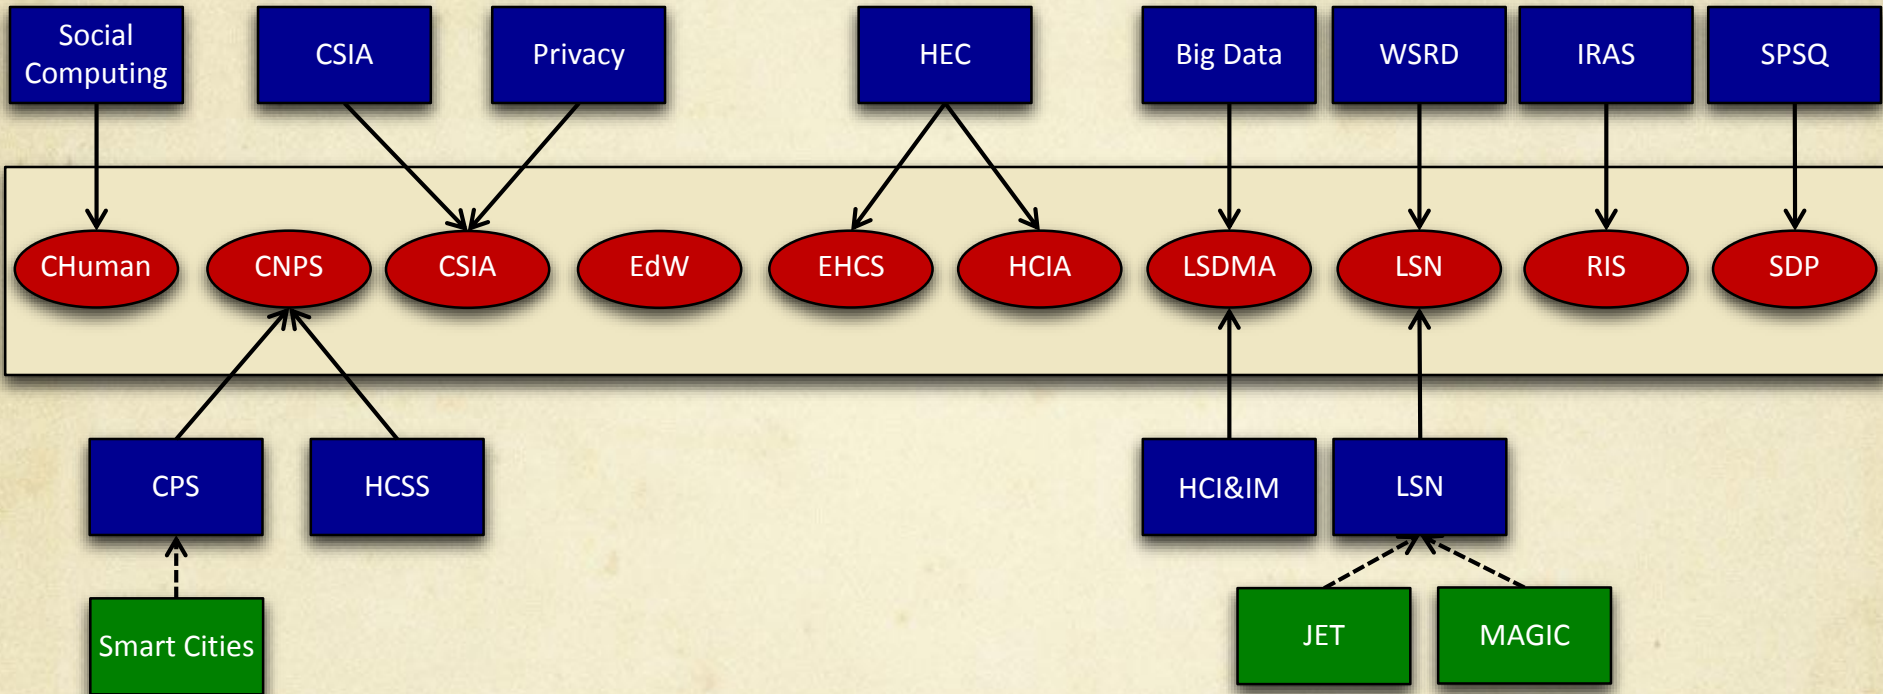 Social
Computing
CSIA
Privacy
HEC
Big Data
WSRD
IRAS
SPSQ
CHuman
CNPS
CSIA
EdW
EHCS
HCIA
LSDMA
LSN
RIS
SDP
CPS
HCSS
HCI&IM
LSN
Smart Cities
JET
MAGIC